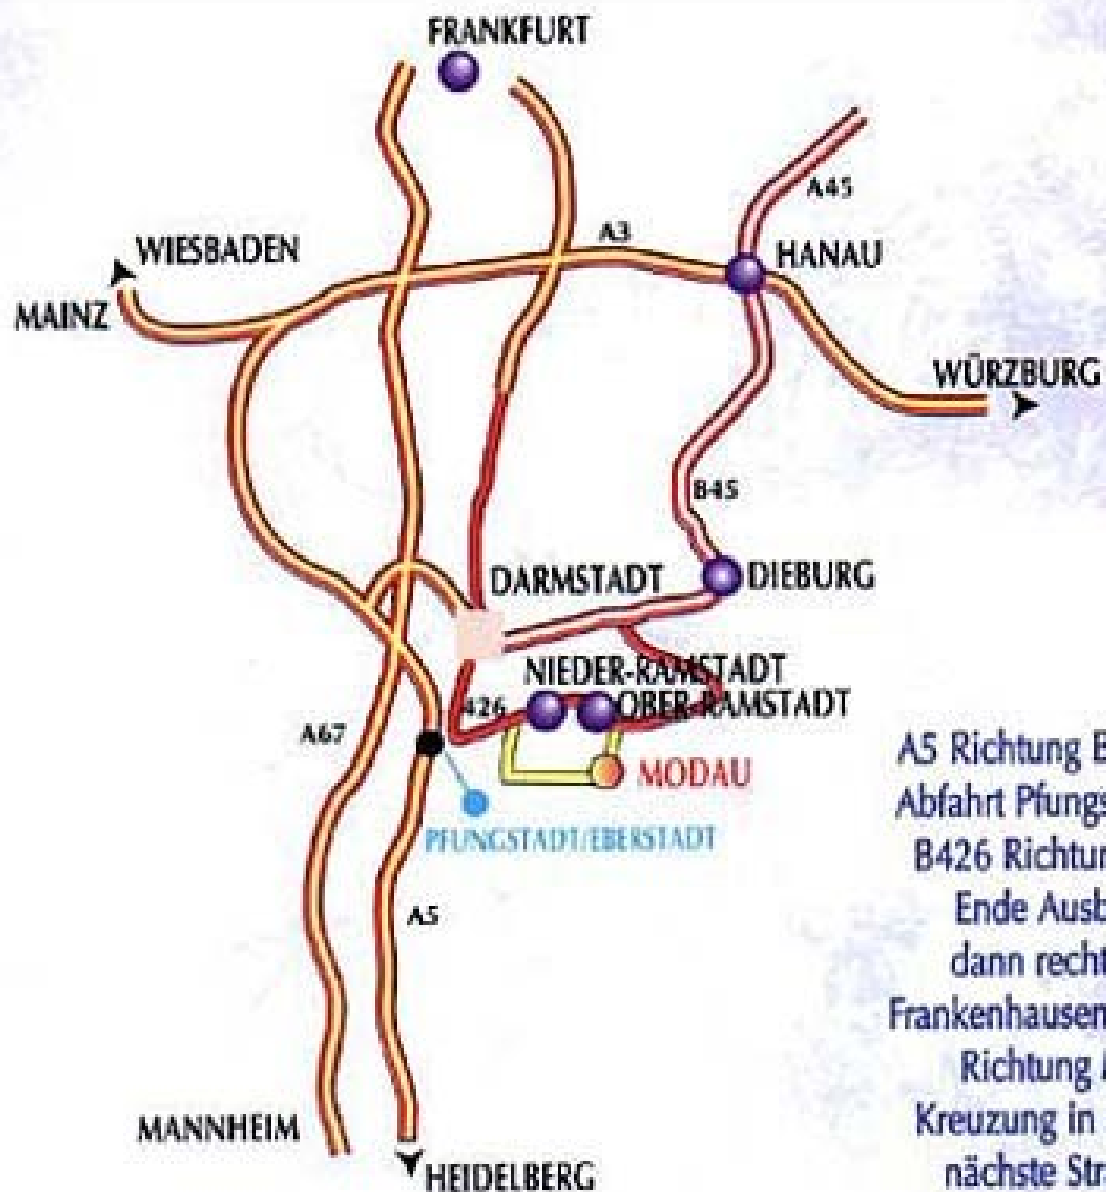 FRANKFURT
A45
A3
WIESBADEN
HANAU
MAINZ
WÜRZBURG
B45
DARMSTADT
DIEBURG
NIEDER-RAMSTADT
426
OBER-RAMSTADT
A67
MODAU
PFUNGSTADT/EBERSTADT
A5
MANNHEIM
HEIDELBERG
A5 Richtung
Abfahrt
B426
Ende
dann
Frankenhausen
Richtung
Kreuzung in
nächste